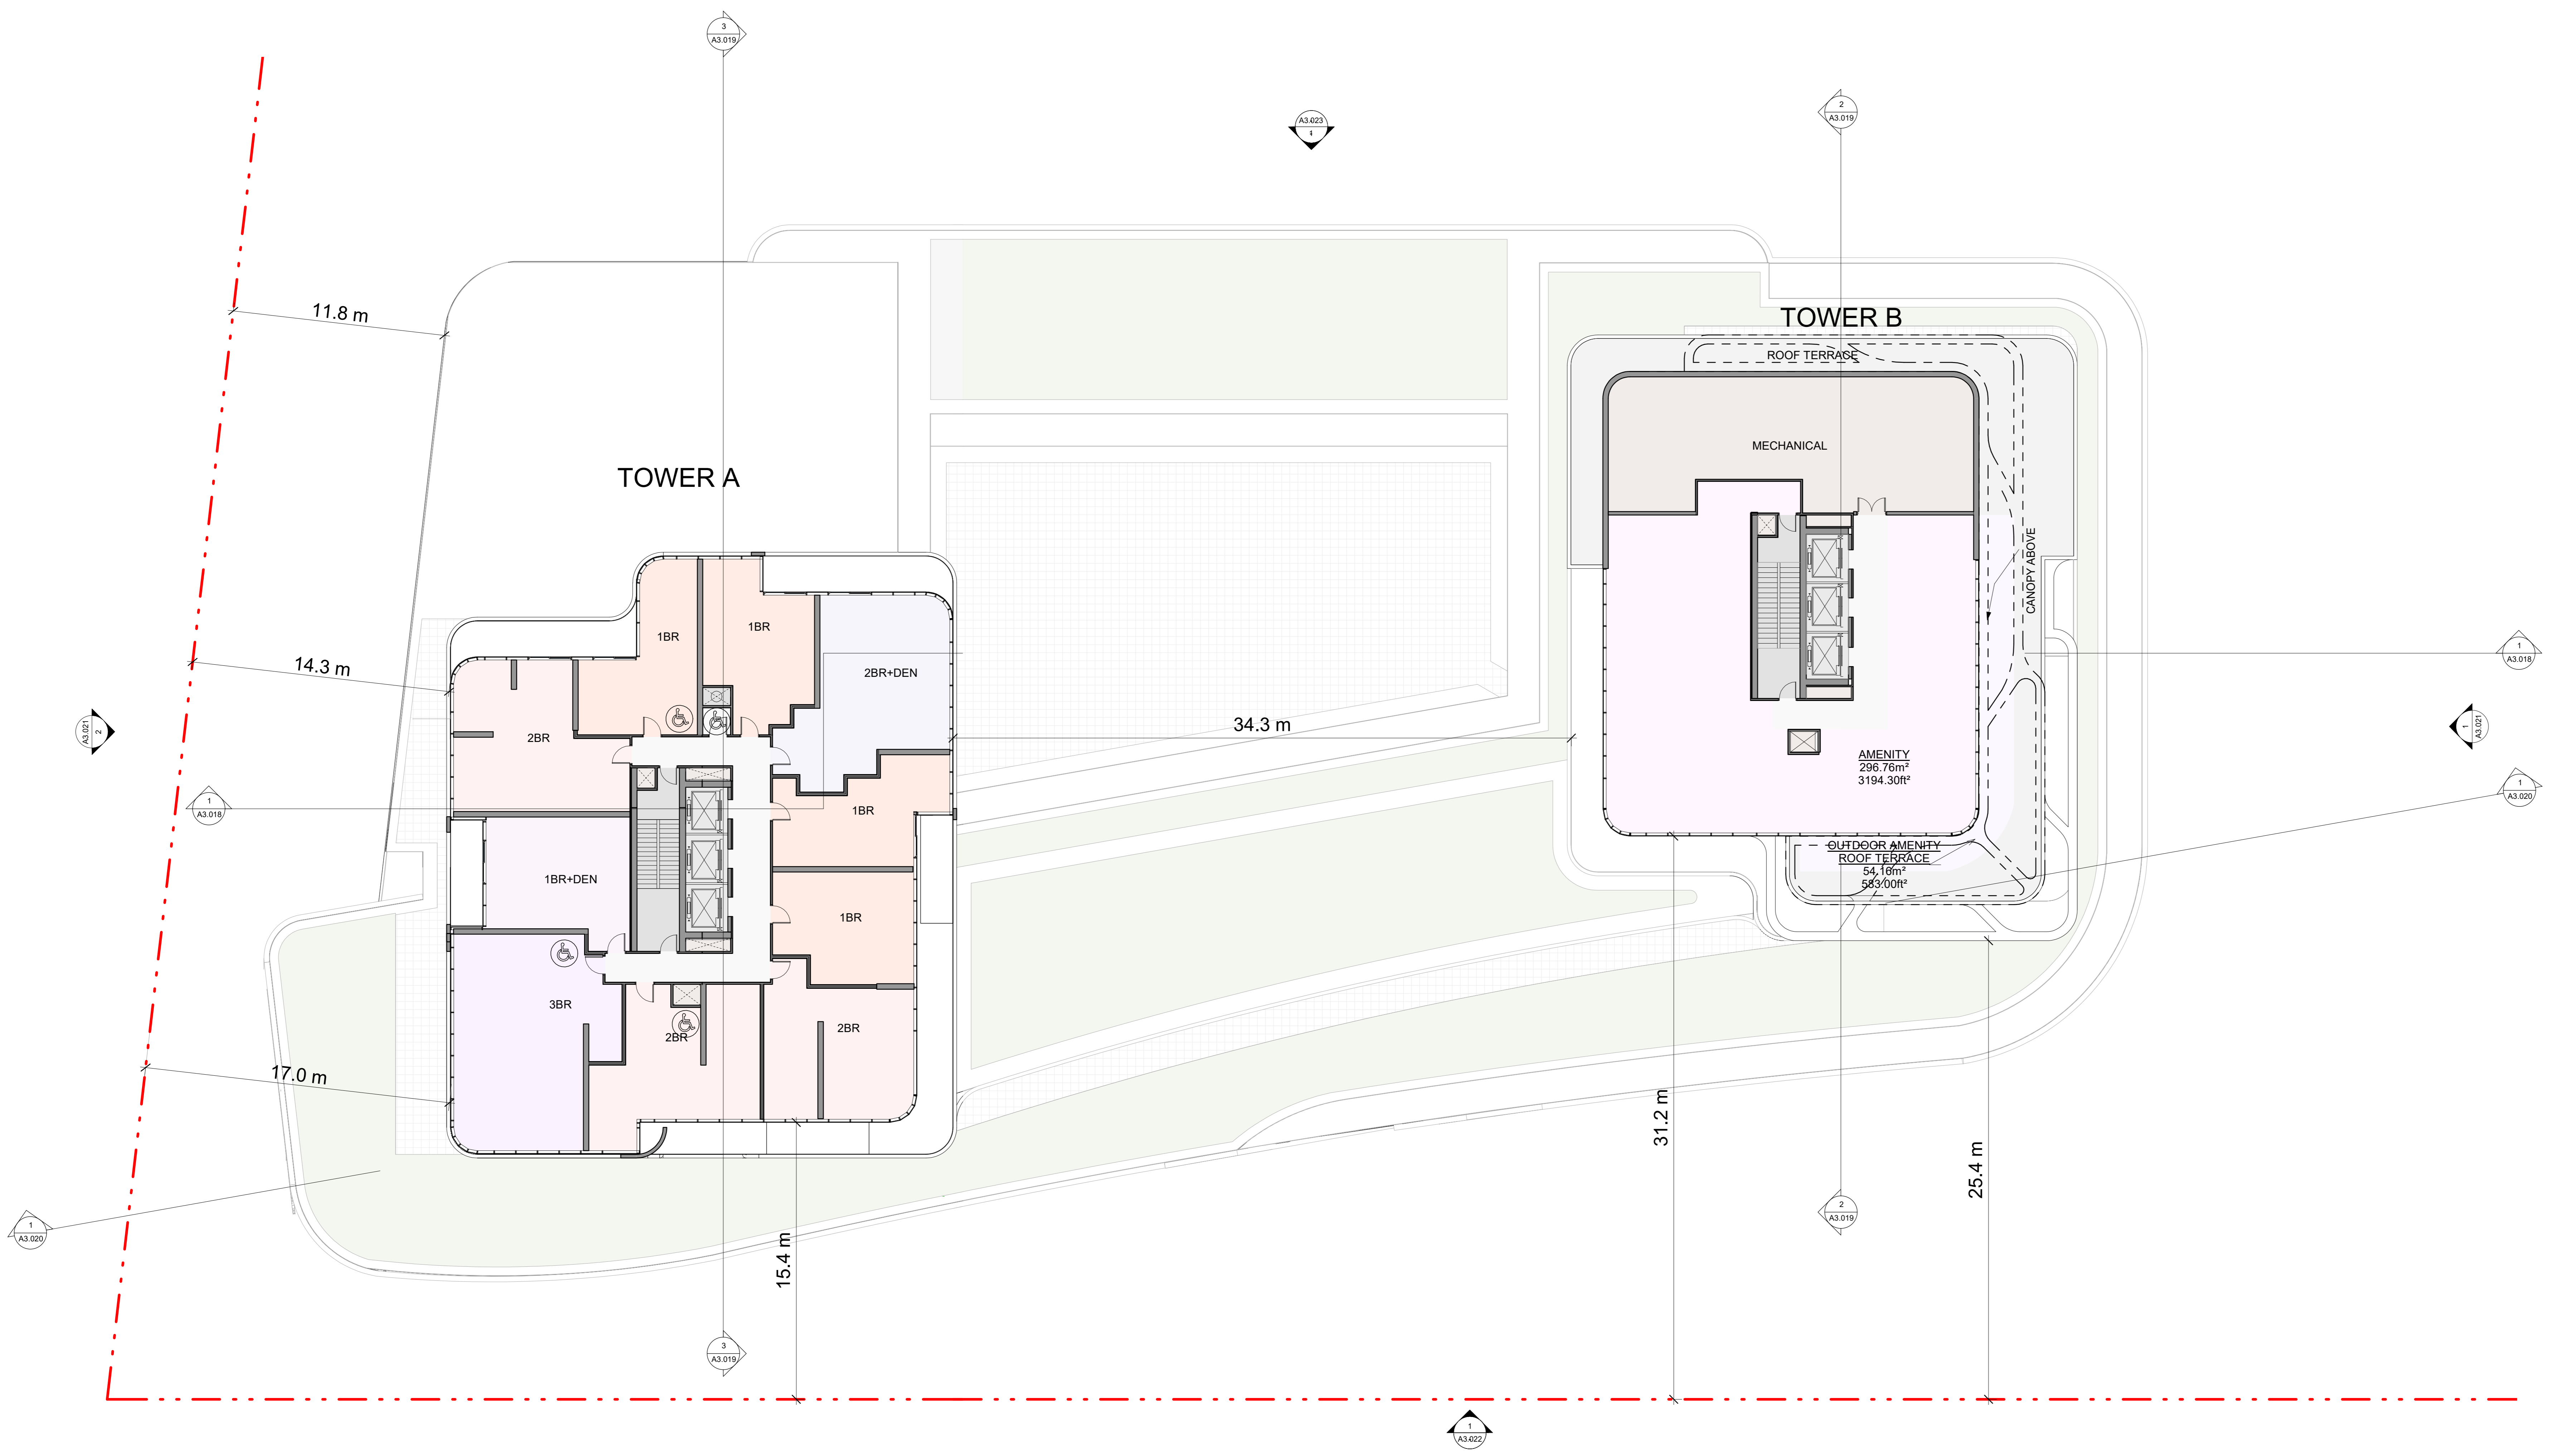 3
A3.019
2
A3.019
A3.023
1
11.8 m
TOWER B
ROOF TERRACE
MECHANICAL
TOWER A
CANOPY ABOVE
1BR
1BR
14.3 m
2BR+DEN
1
A3.018
2BR
34.3 m
A3.021
2
1
A3.021
AMENITY
296.76m²
3194.30ft²
1
A3.020
1
A3.018
1BR
OUTDOOR AMENITY
ROOF TERRACE
54.16m²
583.00ft²
1BR+DEN
1BR
3BR
2BR
2BR
17.0 m
31.2 m
25.4 m
1
A3.020
2
A3.019
15.4 m
3
A3.019
1
A3.022